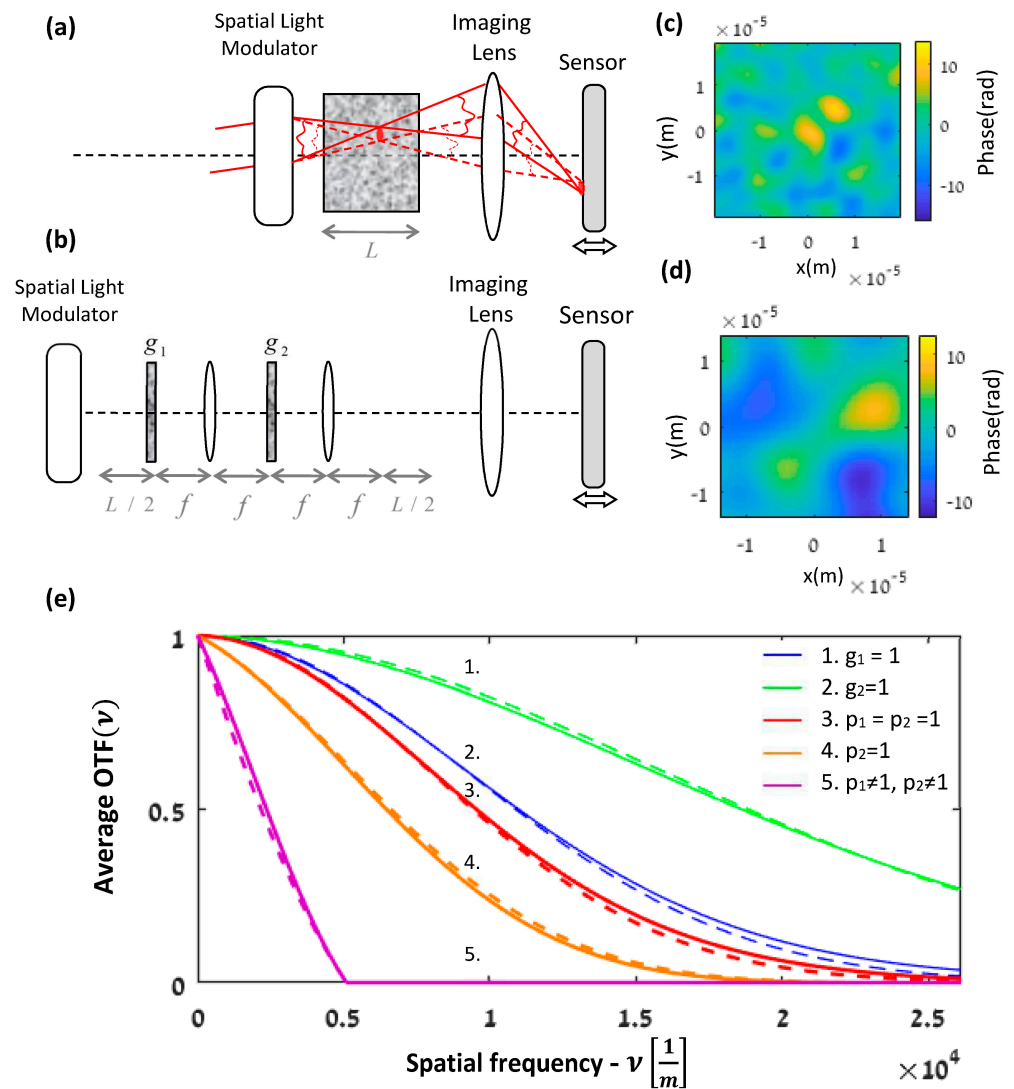 (a)
Spatial Light
Modulator
Imaging
Lens
Sensor
L
(b)
Spatial Light
Modulator
g1
g2
Imaging
Lens
Sensor
L / 2
f
f
f
f
L / 2
(c)
× 10^-5
1
0
-1
y(m)
-1 0 1
x(m)
× 10^-5
10
0
-10
Phase(rad)
(d)
× 10^-5
1
0
-1
y(m)
-1 0 1
x(m) × 10^-5
10
0
-10
Phase(rad)
(e)
1
0.5
0
Average OTF(ν)
1.
2.
3.
4.
5.
1. g1 = 1
2. g2=1
3. p1 = p2 =1
4. p2=1
5. p1≠1, p2≠1
0 0.5 1 1.5 2 2.5
Spatial frequency - ν [1/m]
× 10^4